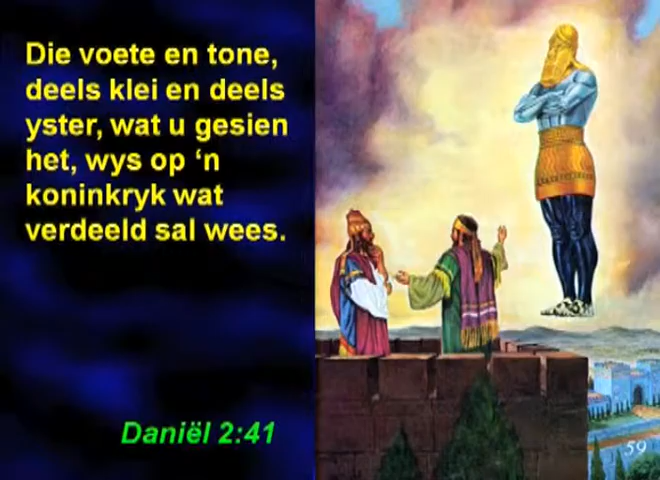 Die voete en tone,
deels klei en deels
yster, wat u gesien
het, wys op ‘n
koninkryk wat
verdeeld sal wees.
Daniël 2:41
59